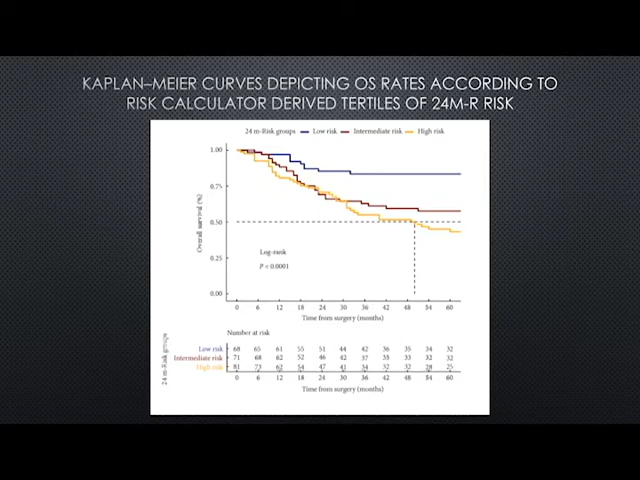 KAPLAN–MEIER CURVES DEPICTING OS RATES ACCORDING TO
RISK CALCULATOR DERIVED TERTILES OF 24M-R RISK
24 m-Risk groups Low risk Intermediate risk High risk
1.00
0.75
0.50
0.25
0.00
Overall survival (%)
Log-rank
P < 0.0001
0 6 12 18 24 30 36 42 48 54 60
Time from surgery (months)
Number at risk
24 m-Risk groups
Low risk 68 65 61 55 51 44 42 36 35 34 32
Intermediate risk 71 68 62 52 46 42 37 33 33 32 32
High risk 81 73 62 54 47 41 34 32 32 28 25
0 6 12 18 24 30 36 42 48 54 60
Time from surgery (months)